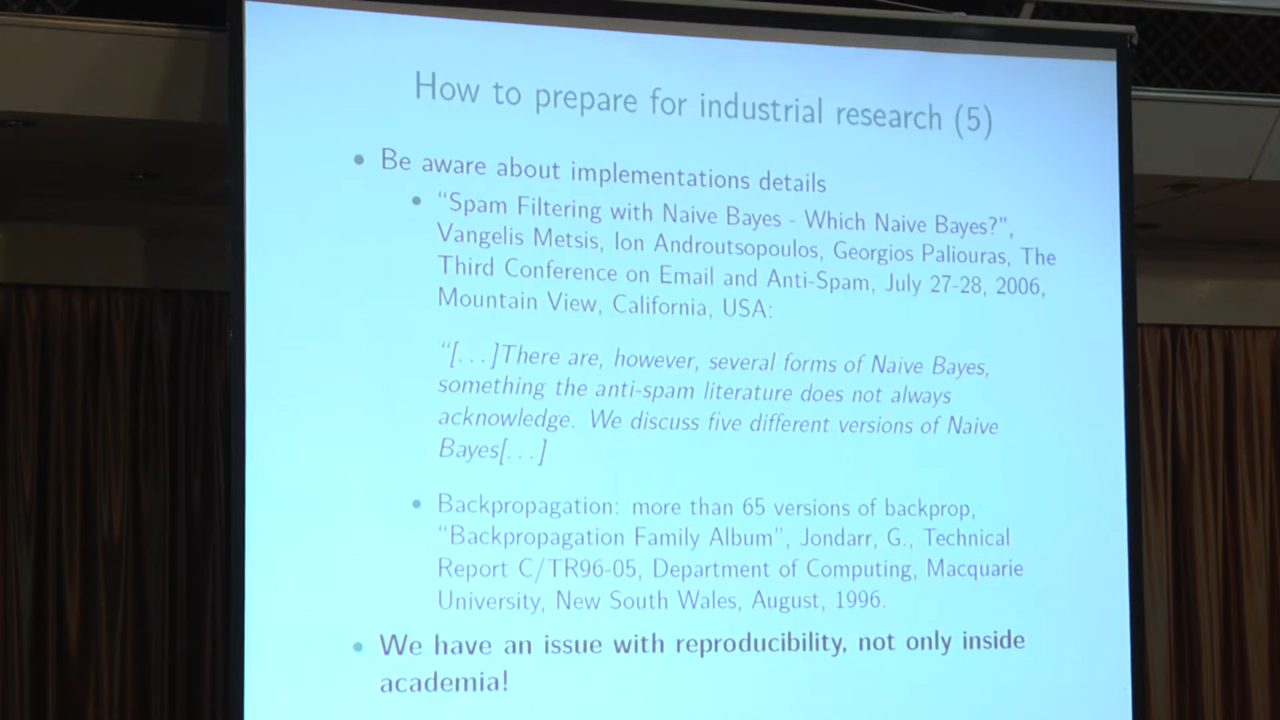 How to prepare for industrial research (5)
• Be aware about implementations details
• “Spam Filtering with Naive Bayes - Which Naive Bayes?”,
Vangelis Metsis, Ion Androutsopoulos, Georgios Paliouras, The
Third Conference on Email and Anti-Spam, July 27-28, 2006,
Mountain View, California, USA:
“[...]There are, however, several forms of Naive Bayes,
something the anti-spam literature does not always
acknowledge. We discuss five different versions of Naive
Bayes[...]
• Backpropagation: more than 65 versions of backprop,
“Backpropagation Family Album”, Jondarr, G., Technical
Report C/TR96-05, Department of Computing, Macquarie
University, New South Wales, August, 1996.
• We have an issue with reproducibility, not only inside
academia!